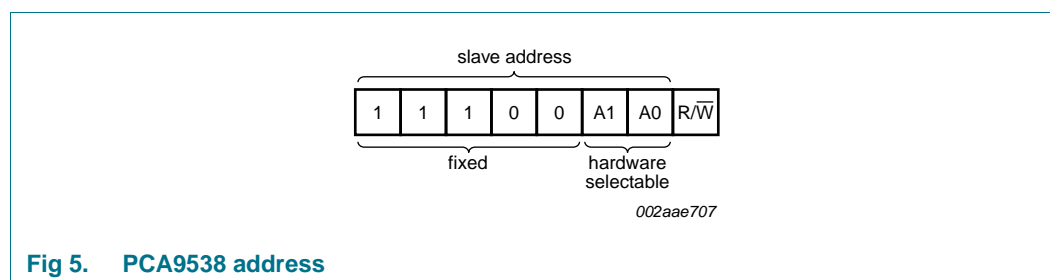 slave address
1 1 1 0 0 A1 A0 R/W̅
fixed
hardware
selectable
002aae707
Fig 5. PCA9538 address